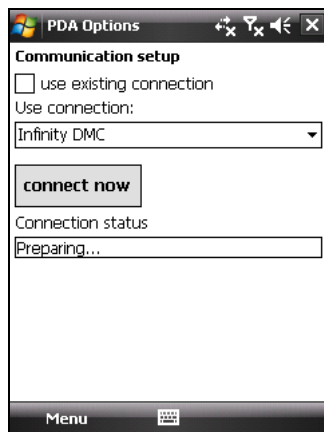 PDA Options
Communication setup
use existing connection
Use connection:
Infinity DMC
connect now
Connection status
Preparing...
Menu